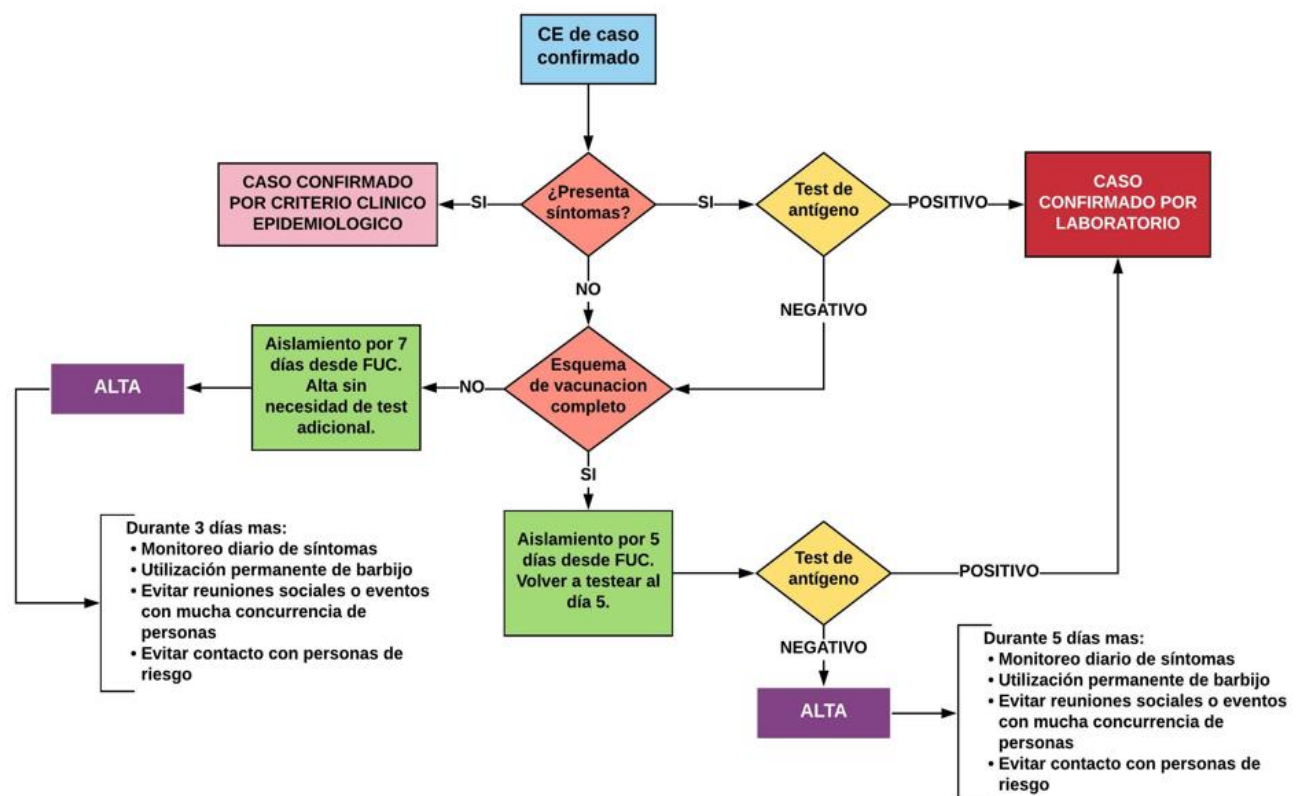 CE de caso
confirmado
CASO CONFIRMADO
POR CRITERIO CLINICO
EPIDEMIOLOGICO
SI
¿Presenta
síntomas?
SI
Test de
antígeno
POSITIVO
CASO
CONFIRMADO POR
LABORATORIO
NO
NEGATIVO
ALTA
Aislamiento por 7
días desde FUC.
Alta sin
necesidad de test
adicional.
NO
Esquema
de vacunacion
completo
SI
Durante 3 días mas:
• Monitoreo diario de síntomas
• Utilización permanente de barbijo
• Evitar reuniones sociales o eventos
con mucha concurrencia de
personas
• Evitar contacto con personas de
riesgo
Aislamiento por 5
días desde FUC.
Volver a testear al
día 5.
Test de
antígeno
POSITIVO
NEGATIVO
ALTA
Durante 5 días mas:
• Monitoreo diario de síntomas
• Utilización permanente de barbijo
• Evitar reuniones sociales o eventos
con mucha concurrencia de
personas
• Evitar contacto con personas de
riesgo